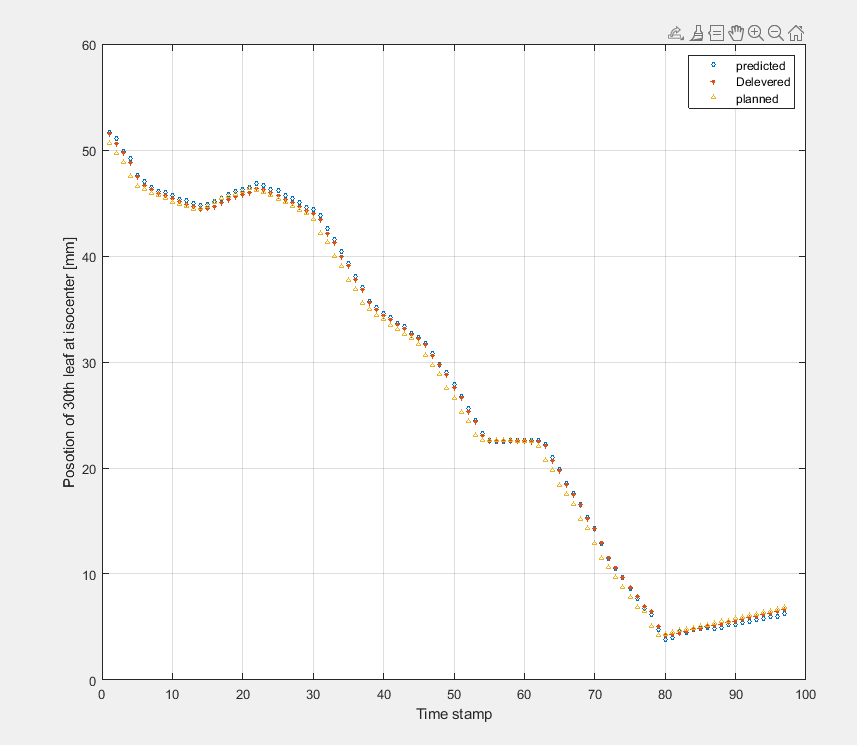 predicted
Delevered
planned
60
50
40
30
20
10
0
Posotion of 30th leaf at isocenter [mm]
0 10 20 30 40 50 60 70 80 90 100
Time stamp